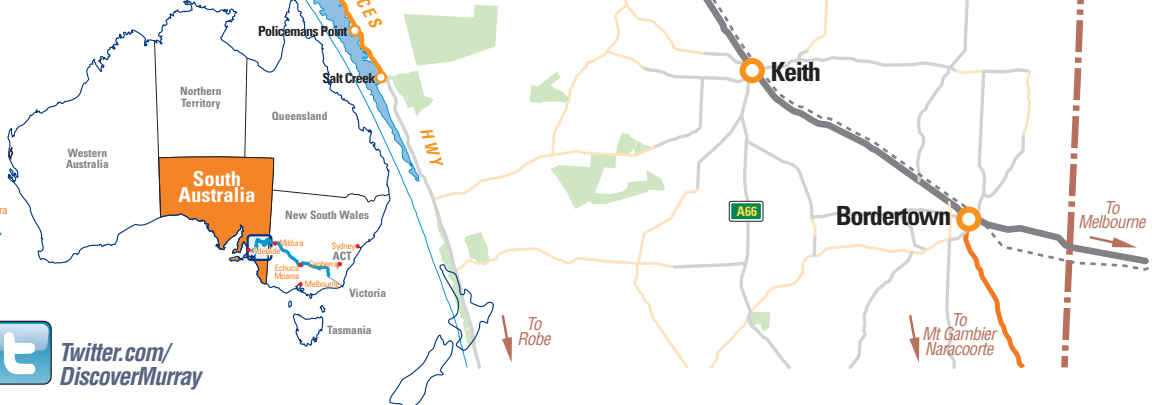 CES
HWY
Policemans Point
Salt Creek
Northern
Territory
Queensland
Western
Australia
South
Australia
New South Wales
Mildura
Adelaide
Sydney
ACT
Canberra
Echuca
Moama
Melbourne
Victoria
Tasmania
ra
Keith
A66
Bordertown
To
Melbourne
To
Robe
To
Mt Gambier
Naracoorte
t
Twitter.com/
DiscoverMurray